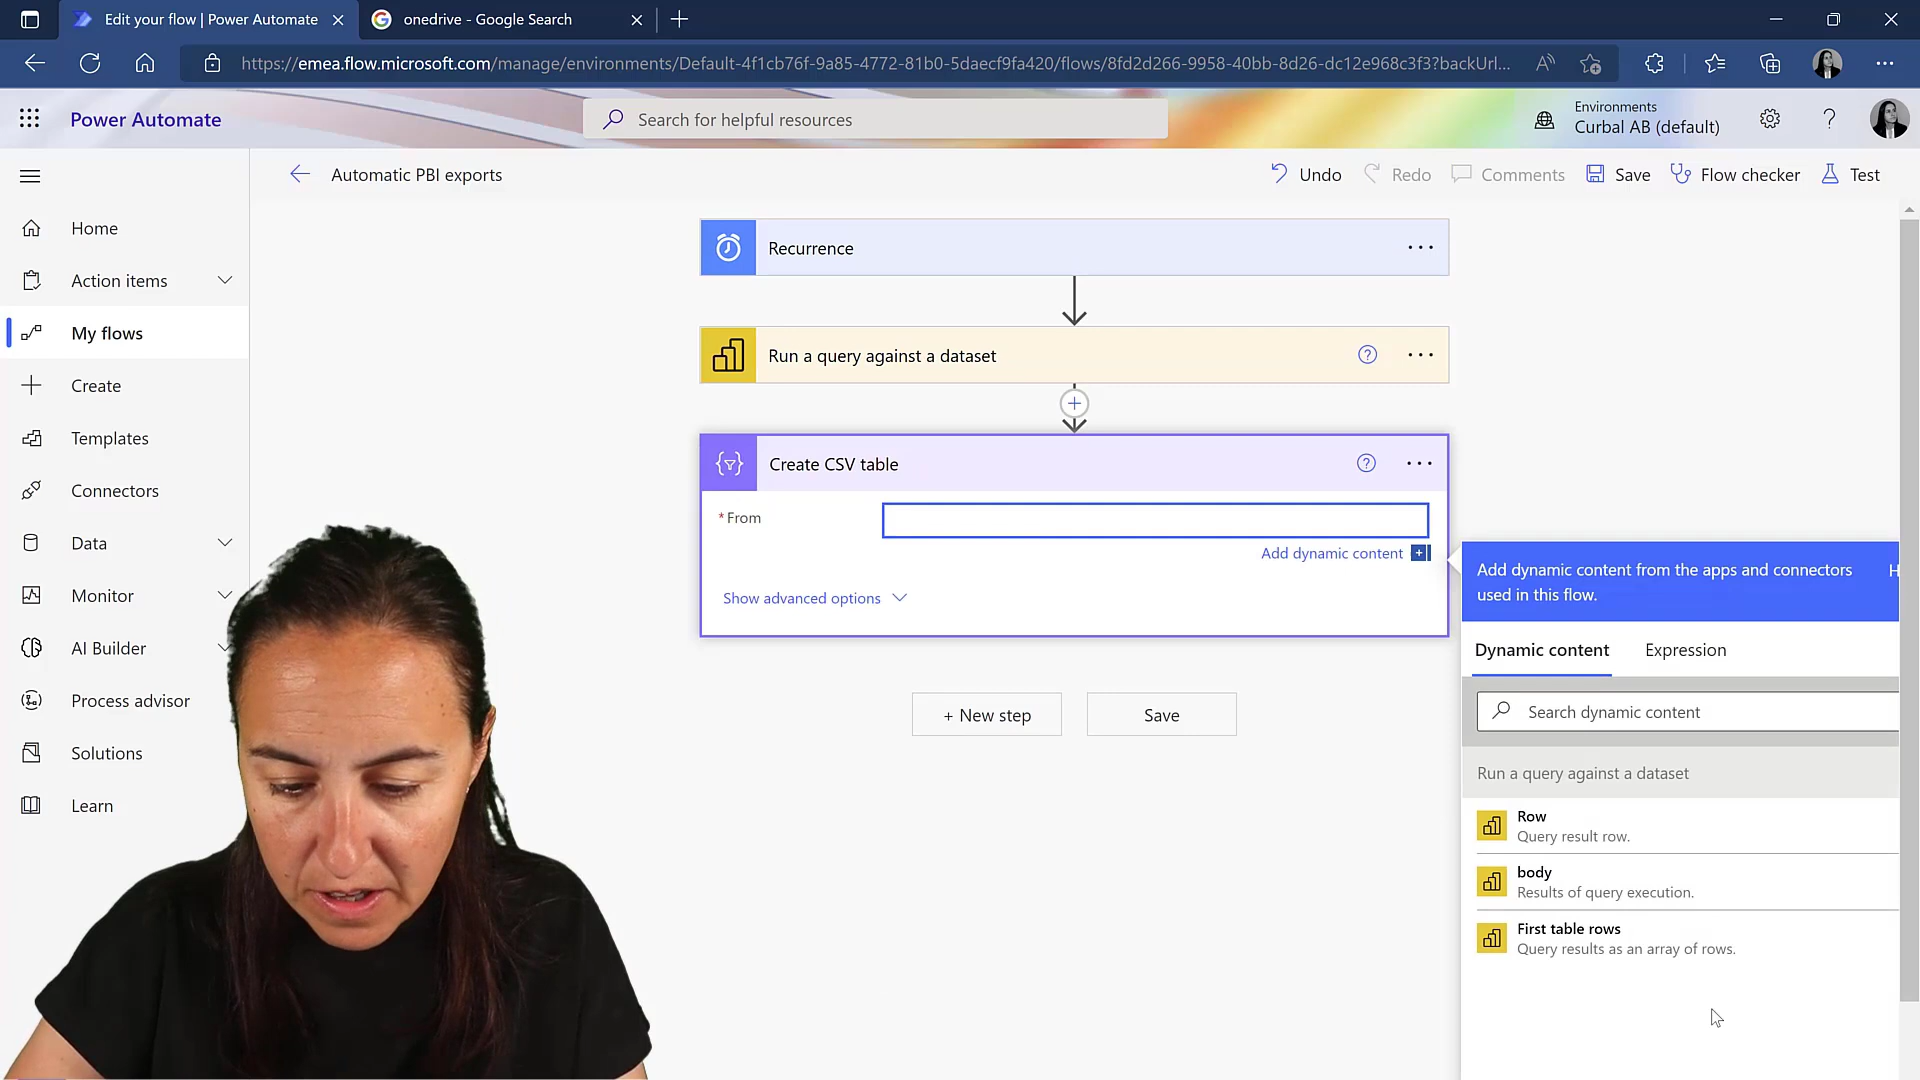 Edit your flow | Power Automate
onedrive - Google Search
https://emea.flow.microsoft.com/manage/environments/Default-4f1cb76f-9a85-4772-81b0-5daecf9fa420/flows/8fd2d266-9958-40bb-8d26-dc12e968c3f3?backUrl...
Power Automate
Search for helpful resources
Environments
Curbal AB (default)
Automatic PBI exports
Undo
Redo
Comments
Save
Flow checker
Test
Home
Action items
My flows
Create
Templates
Connectors
Data
Monitor
AI Builder
Process advisor
Solutions
Learn
Recurrence
Run a query against a dataset
Create CSV table
* From
Add dynamic content
Show advanced options
+ New step
Save
Add dynamic content from the apps and connectors
used in this flow.
H
Dynamic content
Expression
Search dynamic content
Run a query against a dataset
Row
Query result row.
body
Results of query execution.
First table rows
Query results as an array of rows.